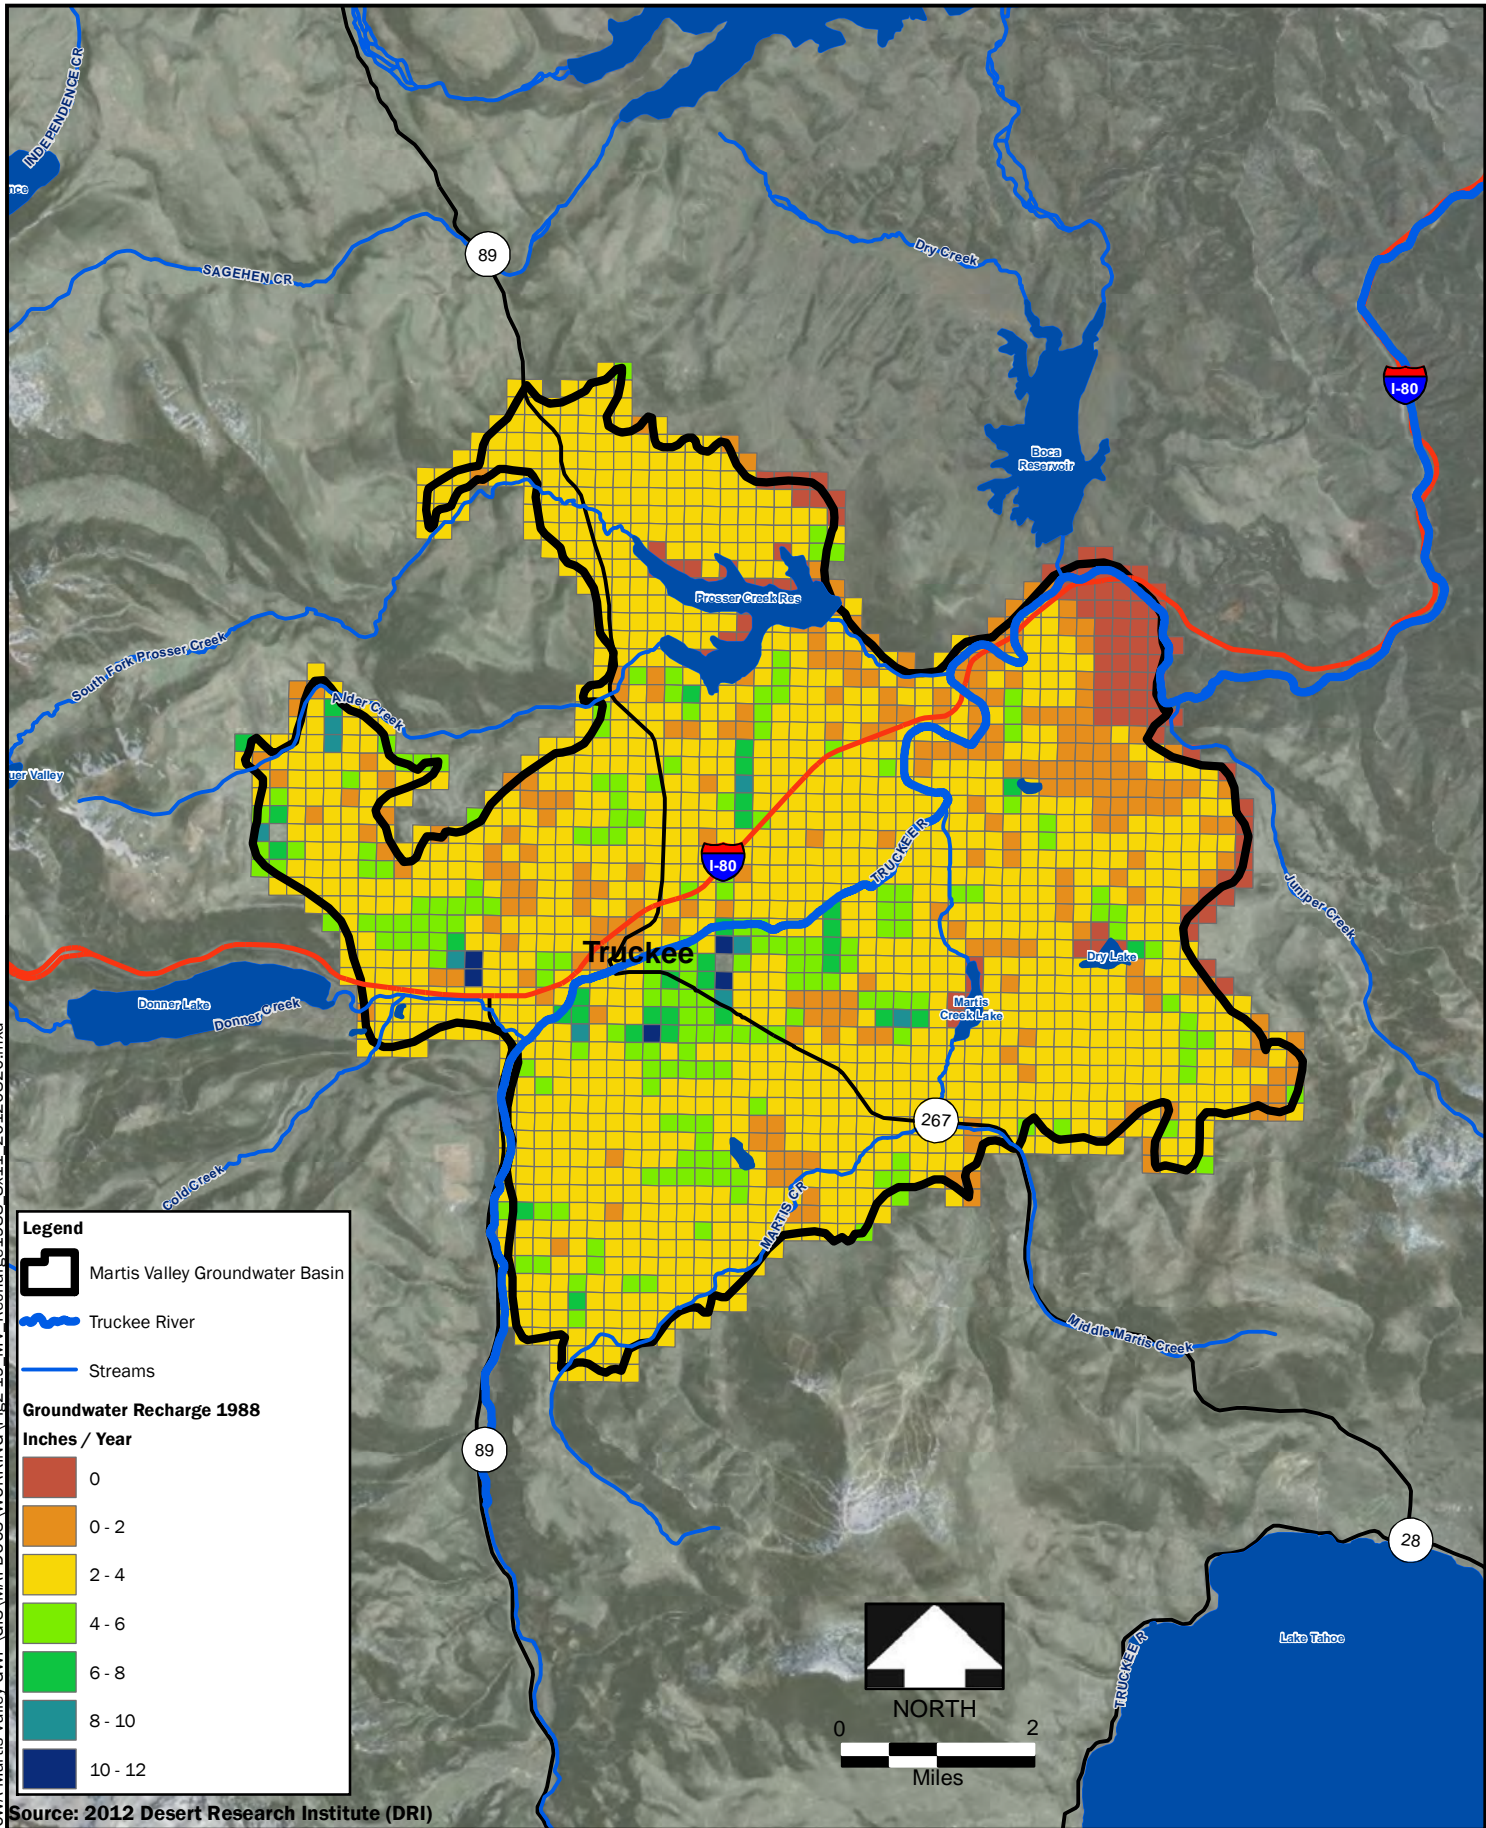 INDEPENDENCE CR
nce
SAGEHEN CR
89
Dry Creek
I-80
Boca
Reservoir
Prosser Creek Res
South Fork Prosser Creek
Alder Creek
uer Valley
I-80
TRUCKEE R
Juniper Creek
Truckee
Dry Lake
Donner Lake
Donner Creek
Martis
Creek Lake
267
Cold Creek
MARTIS CR
Middle Martis Creek
89
28
Lake Tahoe
TRUCKEE R
Legend
Martis Valley Groundwater Basin
Truckee River
Streams
Groundwater Recharge 1988
Inches / Year
0
0 - 2
2 - 4
4 - 6
6 - 8
8 - 10
10 - 12
NORTH
0 2
Miles
Source: 2012 Desert Research Institute (DRI)